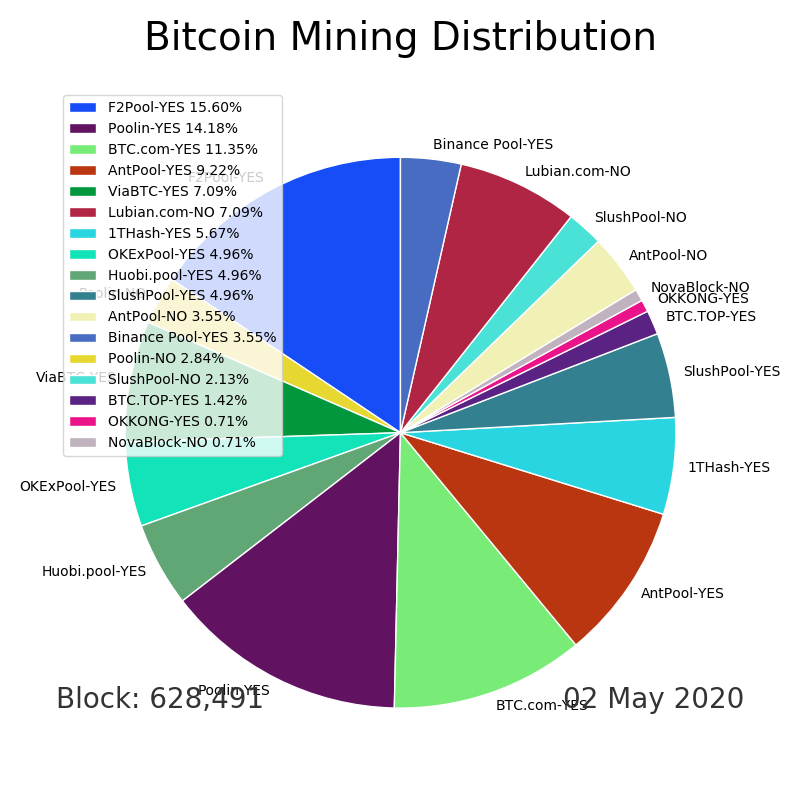 Bitcoin Mining Distribution
F2Pool-YES 15.60%
Poolin-YES 14.18%
BTC.com-YES 11.35%
AntPool-YES 9.22%
ViaBTC-YES 7.09%
Lubian.com-NO 7.09%
1THash-YES 5.67%
OKExPool-YES 4.96%
Huobi.pool-YES 4.96%
SlushPool-YES 4.96%
AntPool-NO 3.55%
Binance Pool-YES 3.55%
Poolin-NO 2.84%
SlushPool-NO 2.13%
BTC.TOP-YES 1.42%
OKKONG-YES 0.71%
NovaBlock-NO 0.71%
Binance Pool-YES
Lubian.com-NO
SlushPool-NO
AntPool-NO
NovaBlock-NO
OKKONG-YES
BTC.TOP-YES
SlushPool-YES
1THash-YES
AntPool-YES
BTC.com-YES
Poolin-YES
Huobi.pool-YES
OKExPool-YES
ViaBTC-YES
Poolin-NO
F2Pool-YES
Block: 628,491
02 May 2020